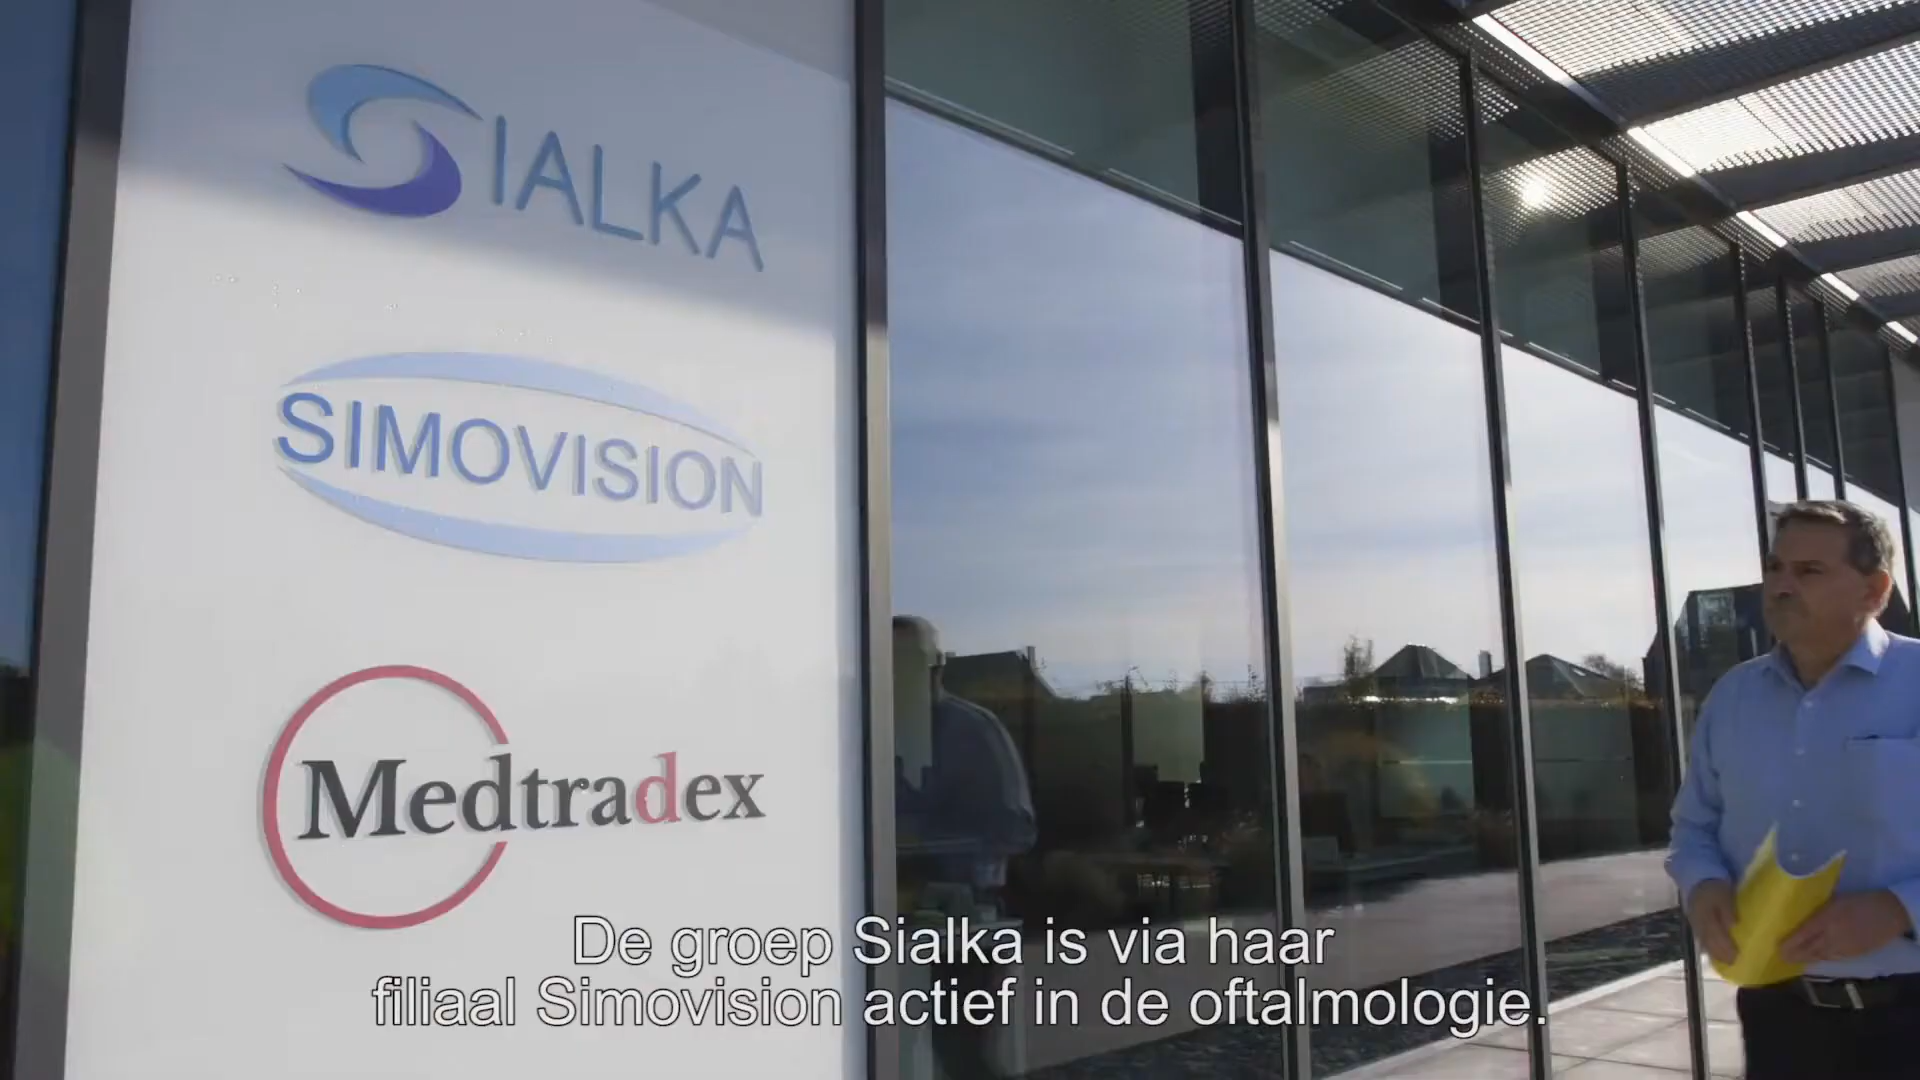 SIALKA
SIMOVISION
Medtradex
De groep Sialka is via haar
filiaal Simovision actief in de oftalmologie.